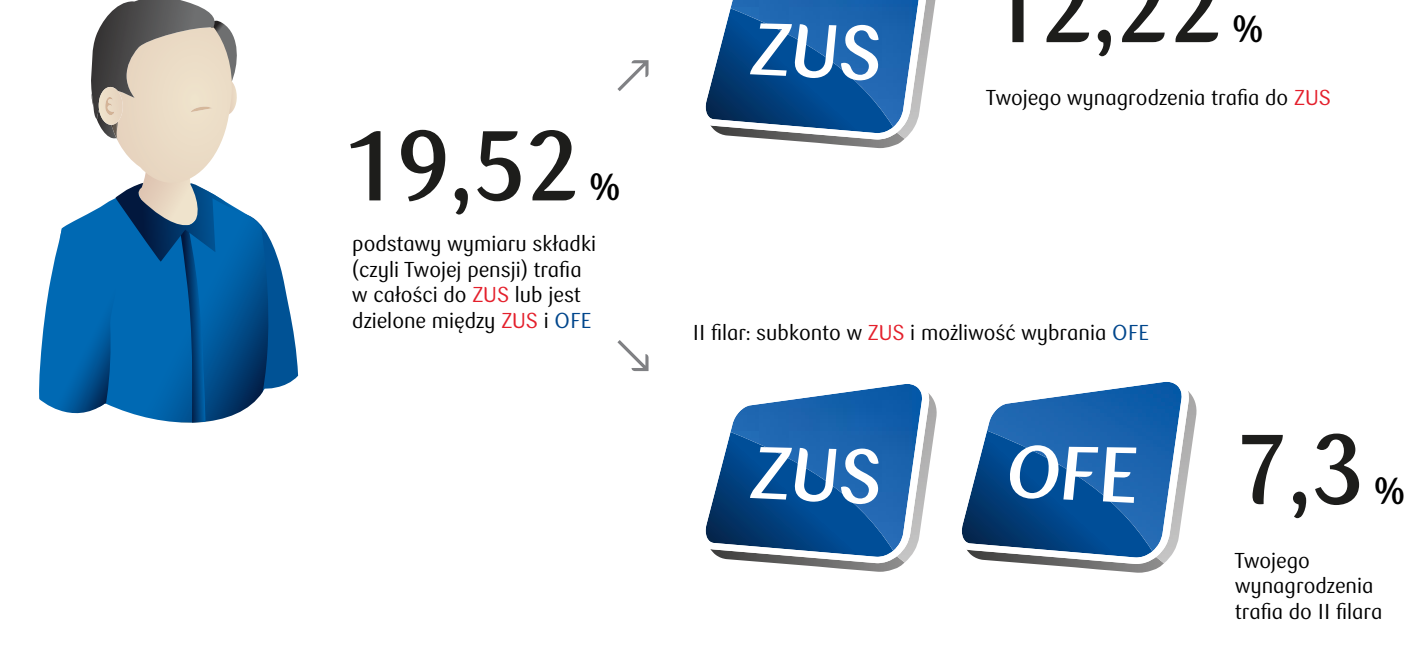 ZUS
12,22 %
Twojego wynagrodzenia trafia do ZUS
19,52 %
podstawy wymiaru składki
(czyli Twojej pensji) trafia
w całości do ZUS lub jest
dzielone między ZUS i OFE
II filar: subkonto w ZUS i możliwość wybrania OFE
ZUS
OFE
7,3 %
Twojego
wynagrodzenia
trafia do II filara